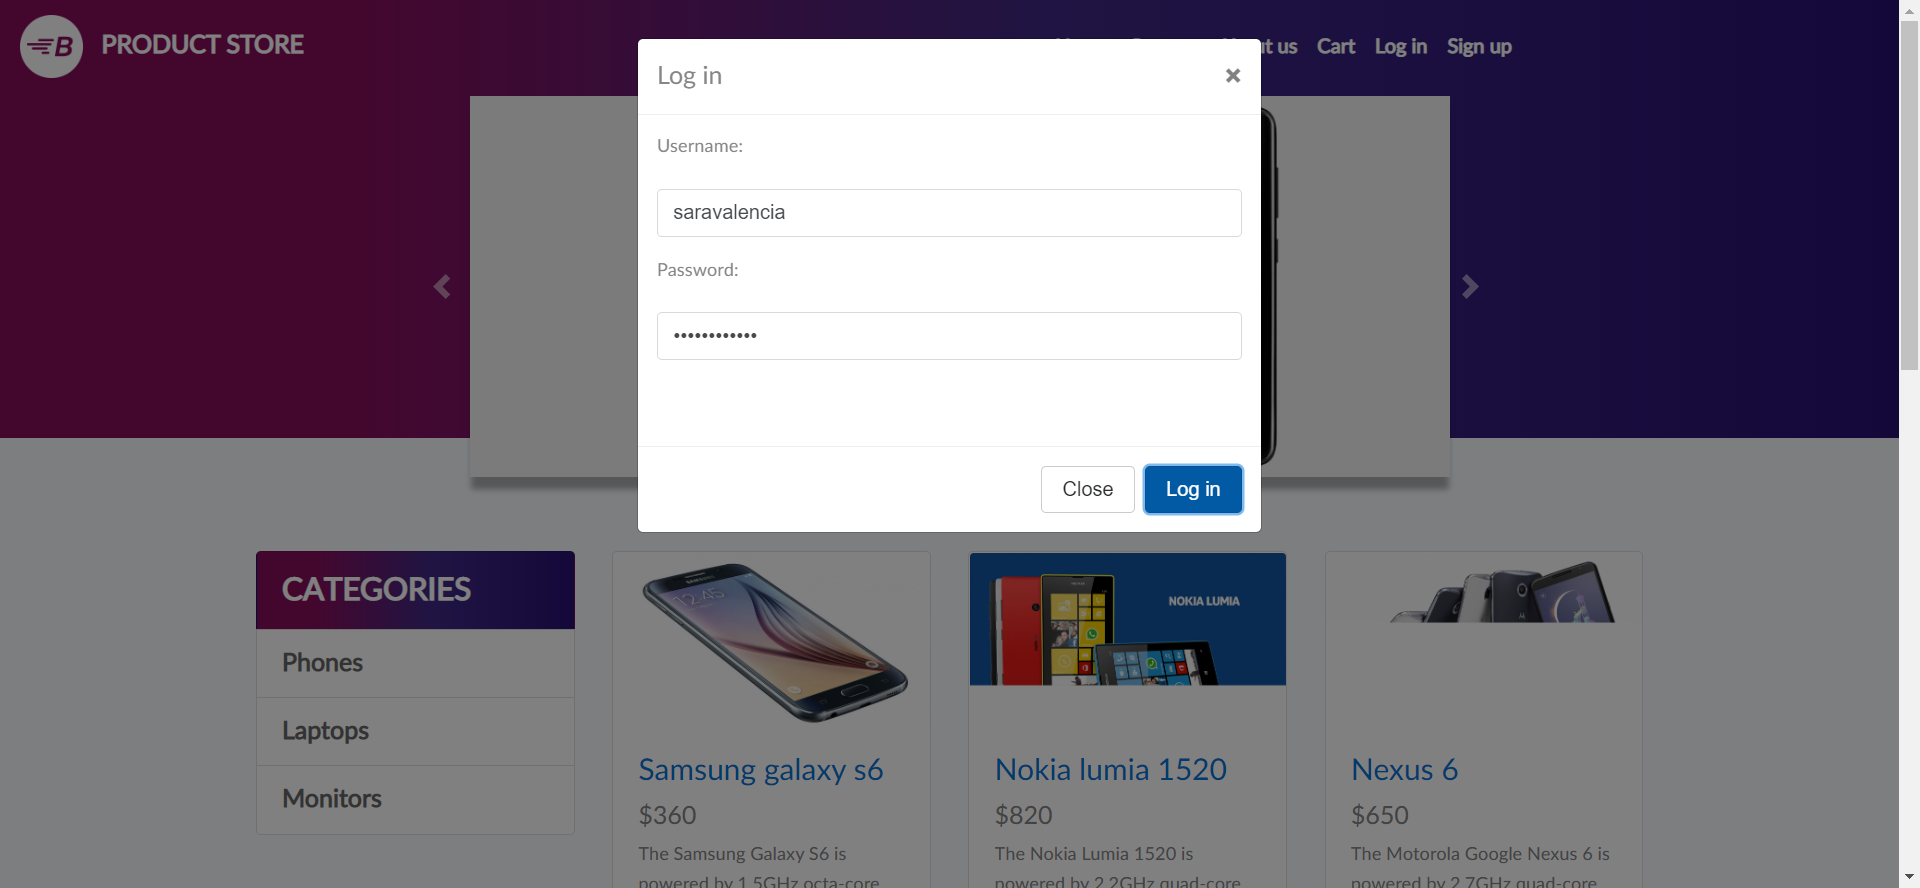 B PRODUCT STORE
t us Cart Log in Sign up
Log in
×
Username:
saravalencia
Password:
••••••••••••
Close Log in
CATEGORIES
Phones
Laptops
Monitors
SAMSUNG
12:45
NOKIA LUMIA
Samsung galaxy s6
$360
The Samsung Galaxy S6 is
powered by 1.5GHz octa-core
Nokia lumia 1520
$820
The Nokia Lumia 1520 is
powered by 2.2GHz quad-core
Nexus 6
$650
The Motorola Google Nexus 6 is
powered by 2.7GHz quad-core